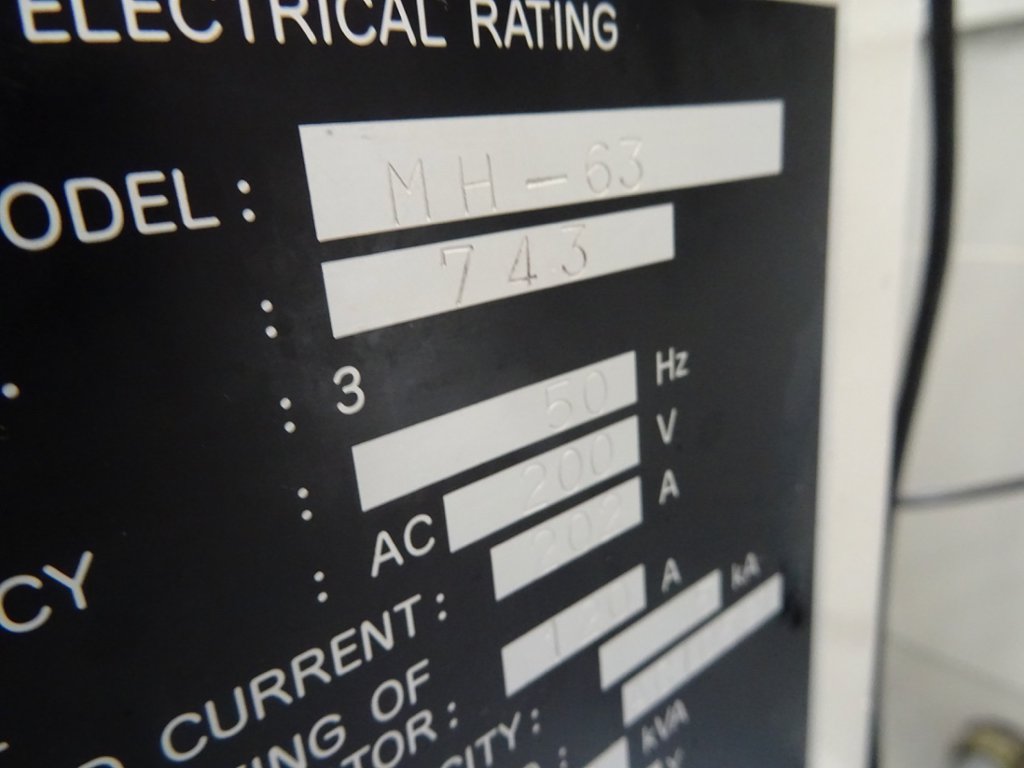 ELECTRICAL RATING
ODEL: MH-63
: 743
: 3
: 50 Hz
: AC 200 V
CY
CURRENT: 202 A
ING OF
TOR: A
CITY: kA
: kVA